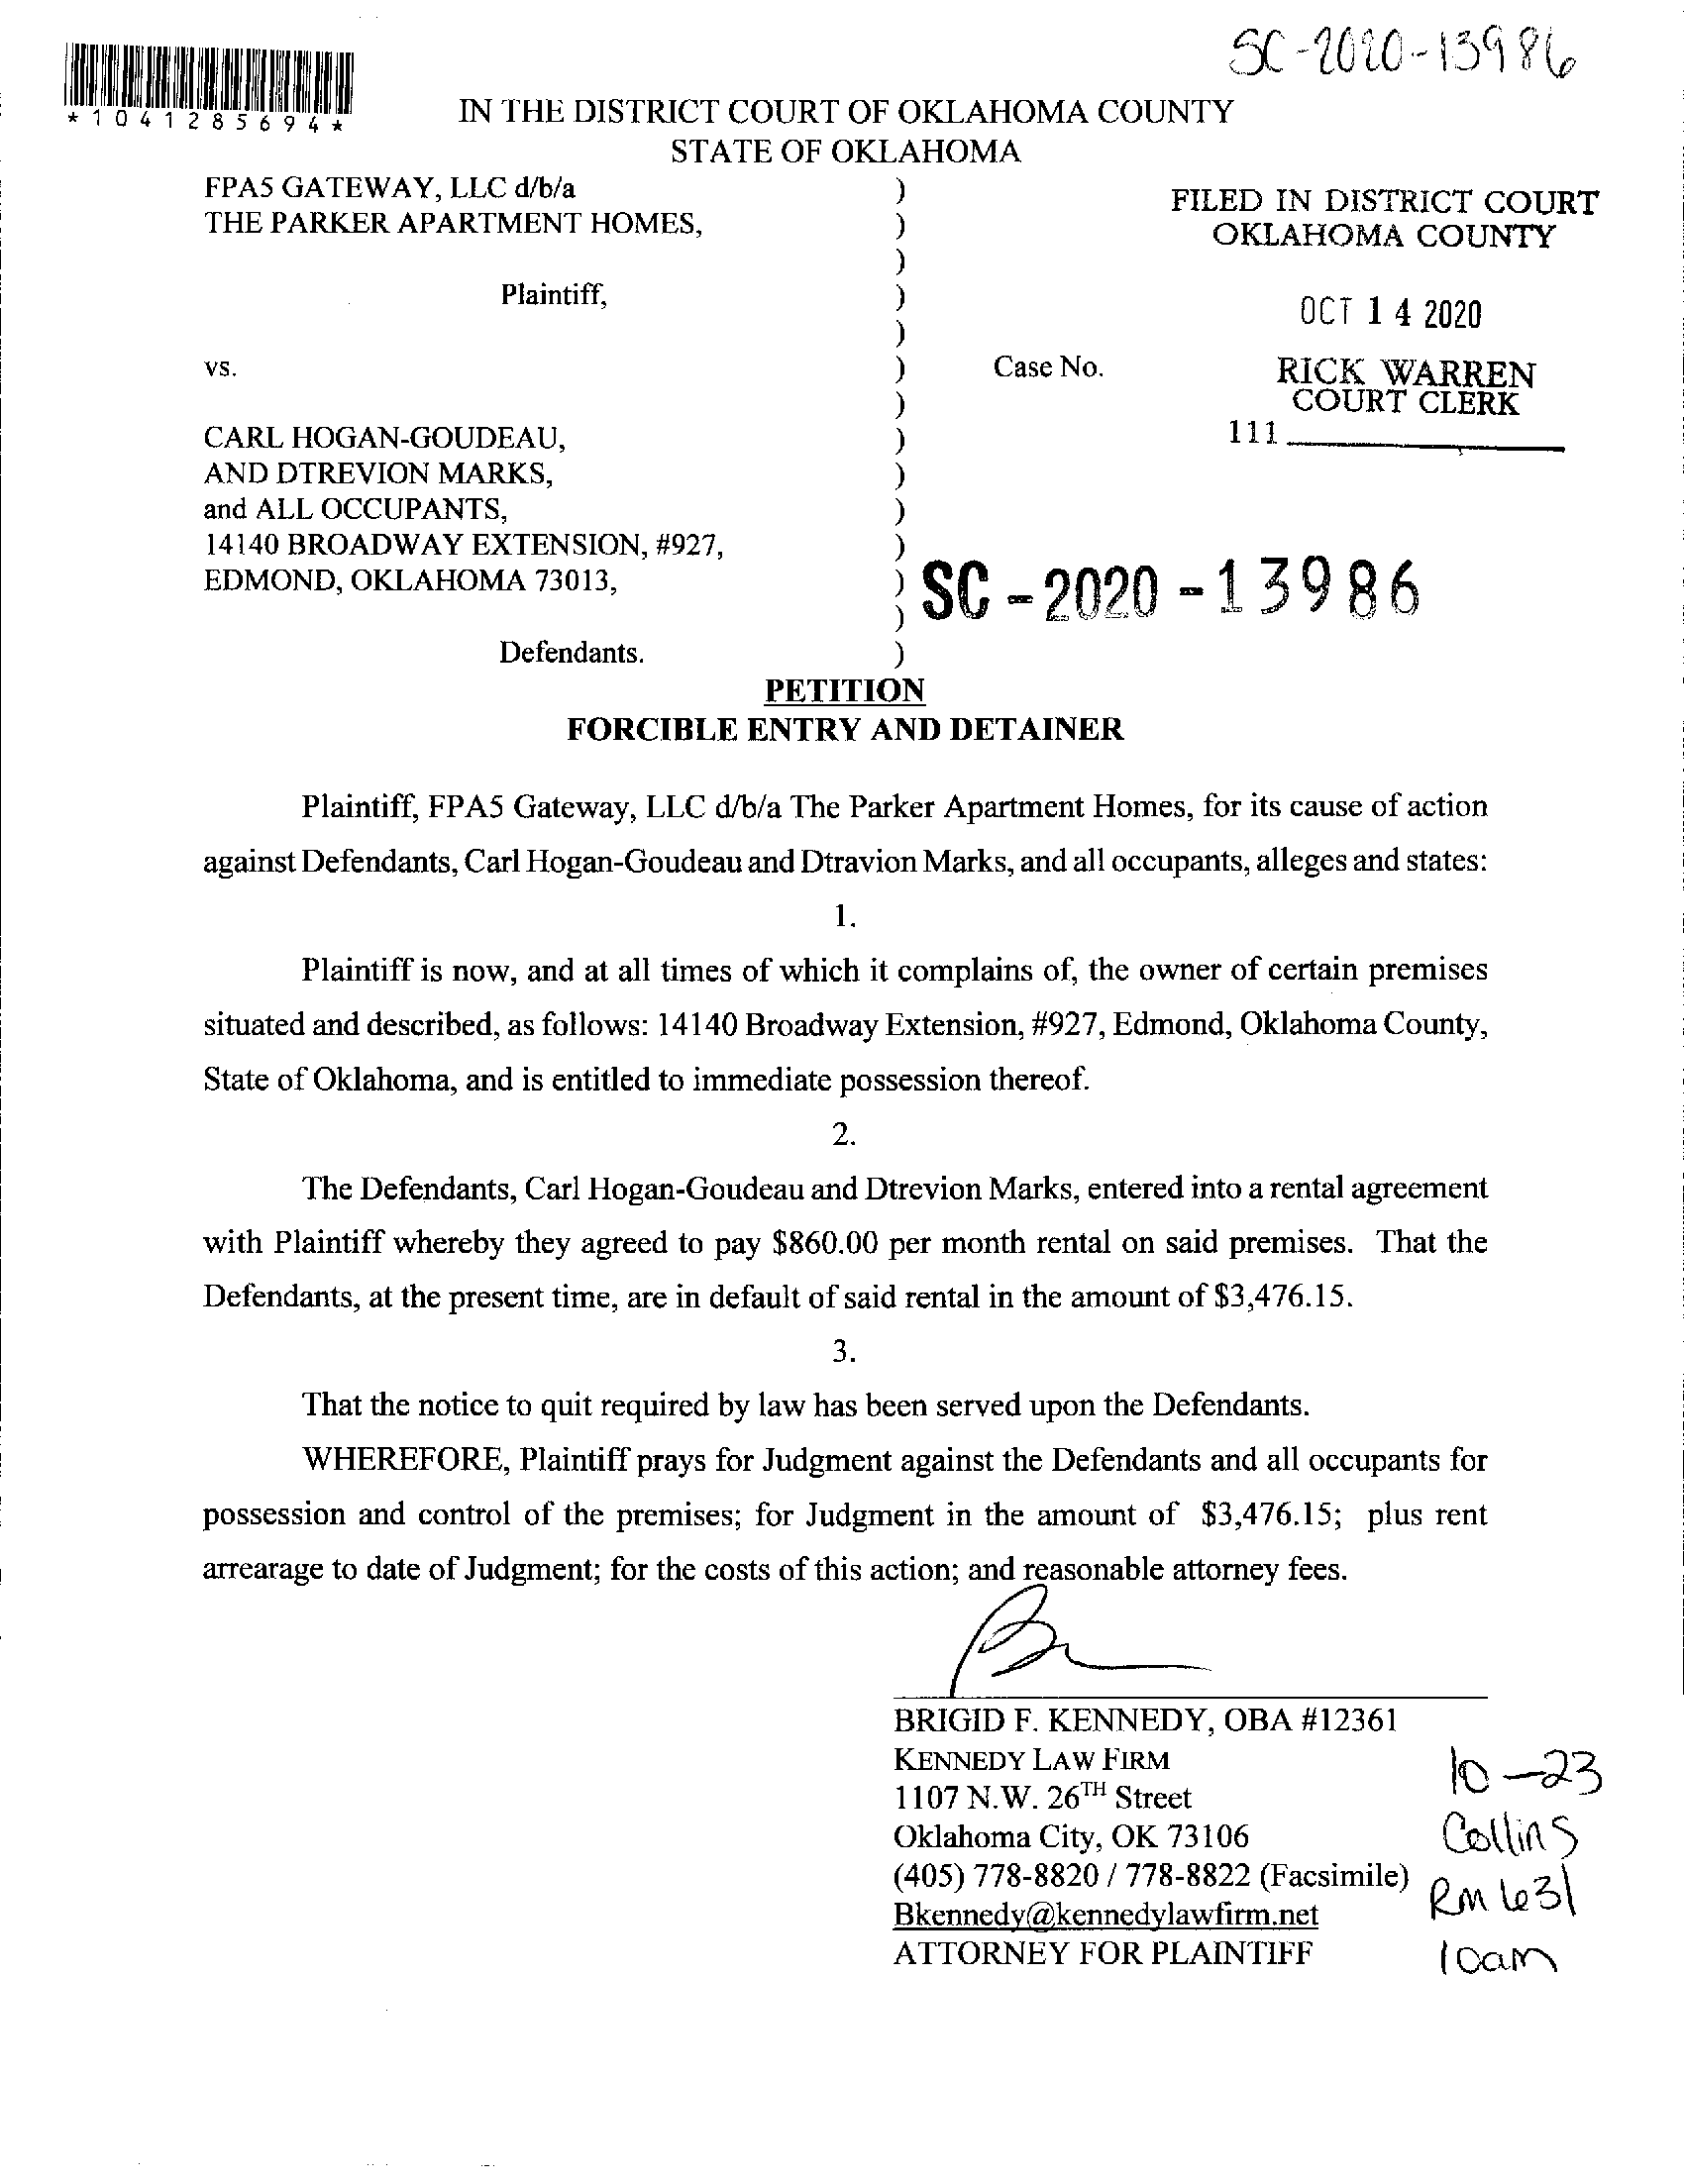 SC-2020-13986
*1041285694*
IN THE DISTRICT COURT OF OKLAHOMA COUNTY
STATE OF OKLAHOMA
FPA5 GATEWAY, LLC d/b/a )
THE PARKER APARTMENT HOMES, )
)
Plaintiff, )
)
vs. ) Case No.
)
CARL HOGAN-GOUDEAU, )
AND DTREVION MARKS, )
and ALL OCCUPANTS, )
14140 BROADWAY EXTENSION, #927, )
EDMOND, OKLAHOMA 73013, )
)
Defendants. )
FILED IN DISTRICT COURT
OKLAHOMA COUNTY
OCT 14 2020
RICK WARREN
COURT CLERK
111
SC-2020-13986
PETITION
FORCIBLE ENTRY AND DETAINER
Plaintiff, FPA5 Gateway, LLC d/b/a The Parker Apartment Homes, for its cause of action
against Defendants, Carl Hogan-Goudeau and Dtravion Marks, and all occupants, alleges and states:
1.
Plaintiff is now, and at all times of which it complains of, the owner of certain premises
situated and described, as follows: 14140 Broadway Extension, #927, Edmond, Oklahoma County,
State of Oklahoma, and is entitled to immediate possession thereof.
2.
The Defendants, Carl Hogan-Goudeau and Dtrevion Marks, entered into a rental agreement
with Plaintiff whereby they agreed to pay $860.00 per month rental on said premises. That the
Defendants, at the present time, are in default of said rental in the amount of $3,476.15.
3.
That the notice to quit required by law has been served upon the Defendants.
WHEREFORE, Plaintiff prays for Judgment against the Defendants and all occupants for
possession and control of the premises; for Judgment in the amount of $3,476.15; plus rent
arrearage to date of Judgment; for the costs of this action; and reasonable attorney fees.
BRIGID F. KENNEDY, OBA #12361
KENNEDY LAW FIRM
1107 N.W. 26TH Street
Oklahoma City, OK 73106
(405) 778-8820 / 778-8822 (Facsimile)
Bkennedy@kennedylawfirm.net
ATTORNEY FOR PLAINTIFF
10-23
Collins
Rm 631
10am